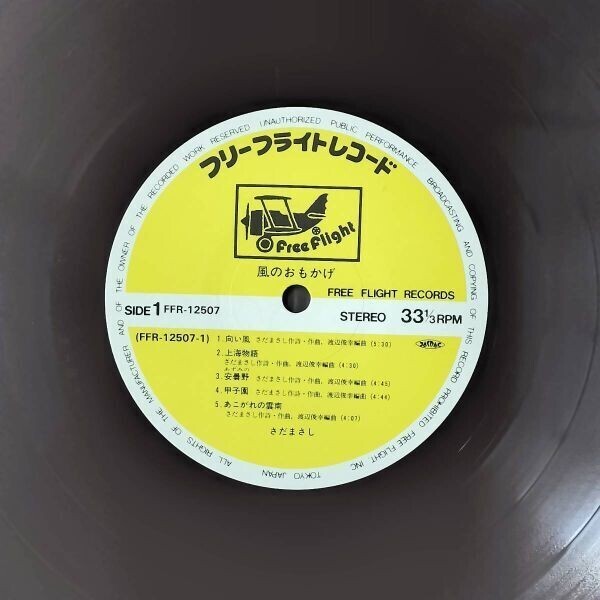 ALL RIGHTS OF THE MANUFACTURER AND OF THE OWNER OF THE RECORDED WORK RESERVED UNAUTHORIZED PUBLIC PERFORMANCE BROADCASTING AND COPYING OF THIS RECORD PROHIBITED FREE FLIGHT INC. TOKYO JAPAN
フリーフライトレコード
Free Flight
風のおもかげ
FREE FLIGHT RECORDS
SIDE 1 FFR-12507
STEREO 33 1/3 RPM
(FFR-12507-1)
1. 向い風 さだまさし作詩・作曲, 渡辺俊幸編曲 (5:30)
2. 上海物語
さだまさし作詩・作曲, 渡辺俊幸編曲 (4:30)
あずみの
3. 安曇野 さだまさし作詩・作曲, 渡辺俊幸編曲 (4:45)
4. 甲子園 さだまさし作詩・作曲, 渡辺俊幸編曲 (4:44)
5. あこがれの雲南
さだまさし作詩・作曲, 渡辺俊幸編曲 (4:07)
さだまさし